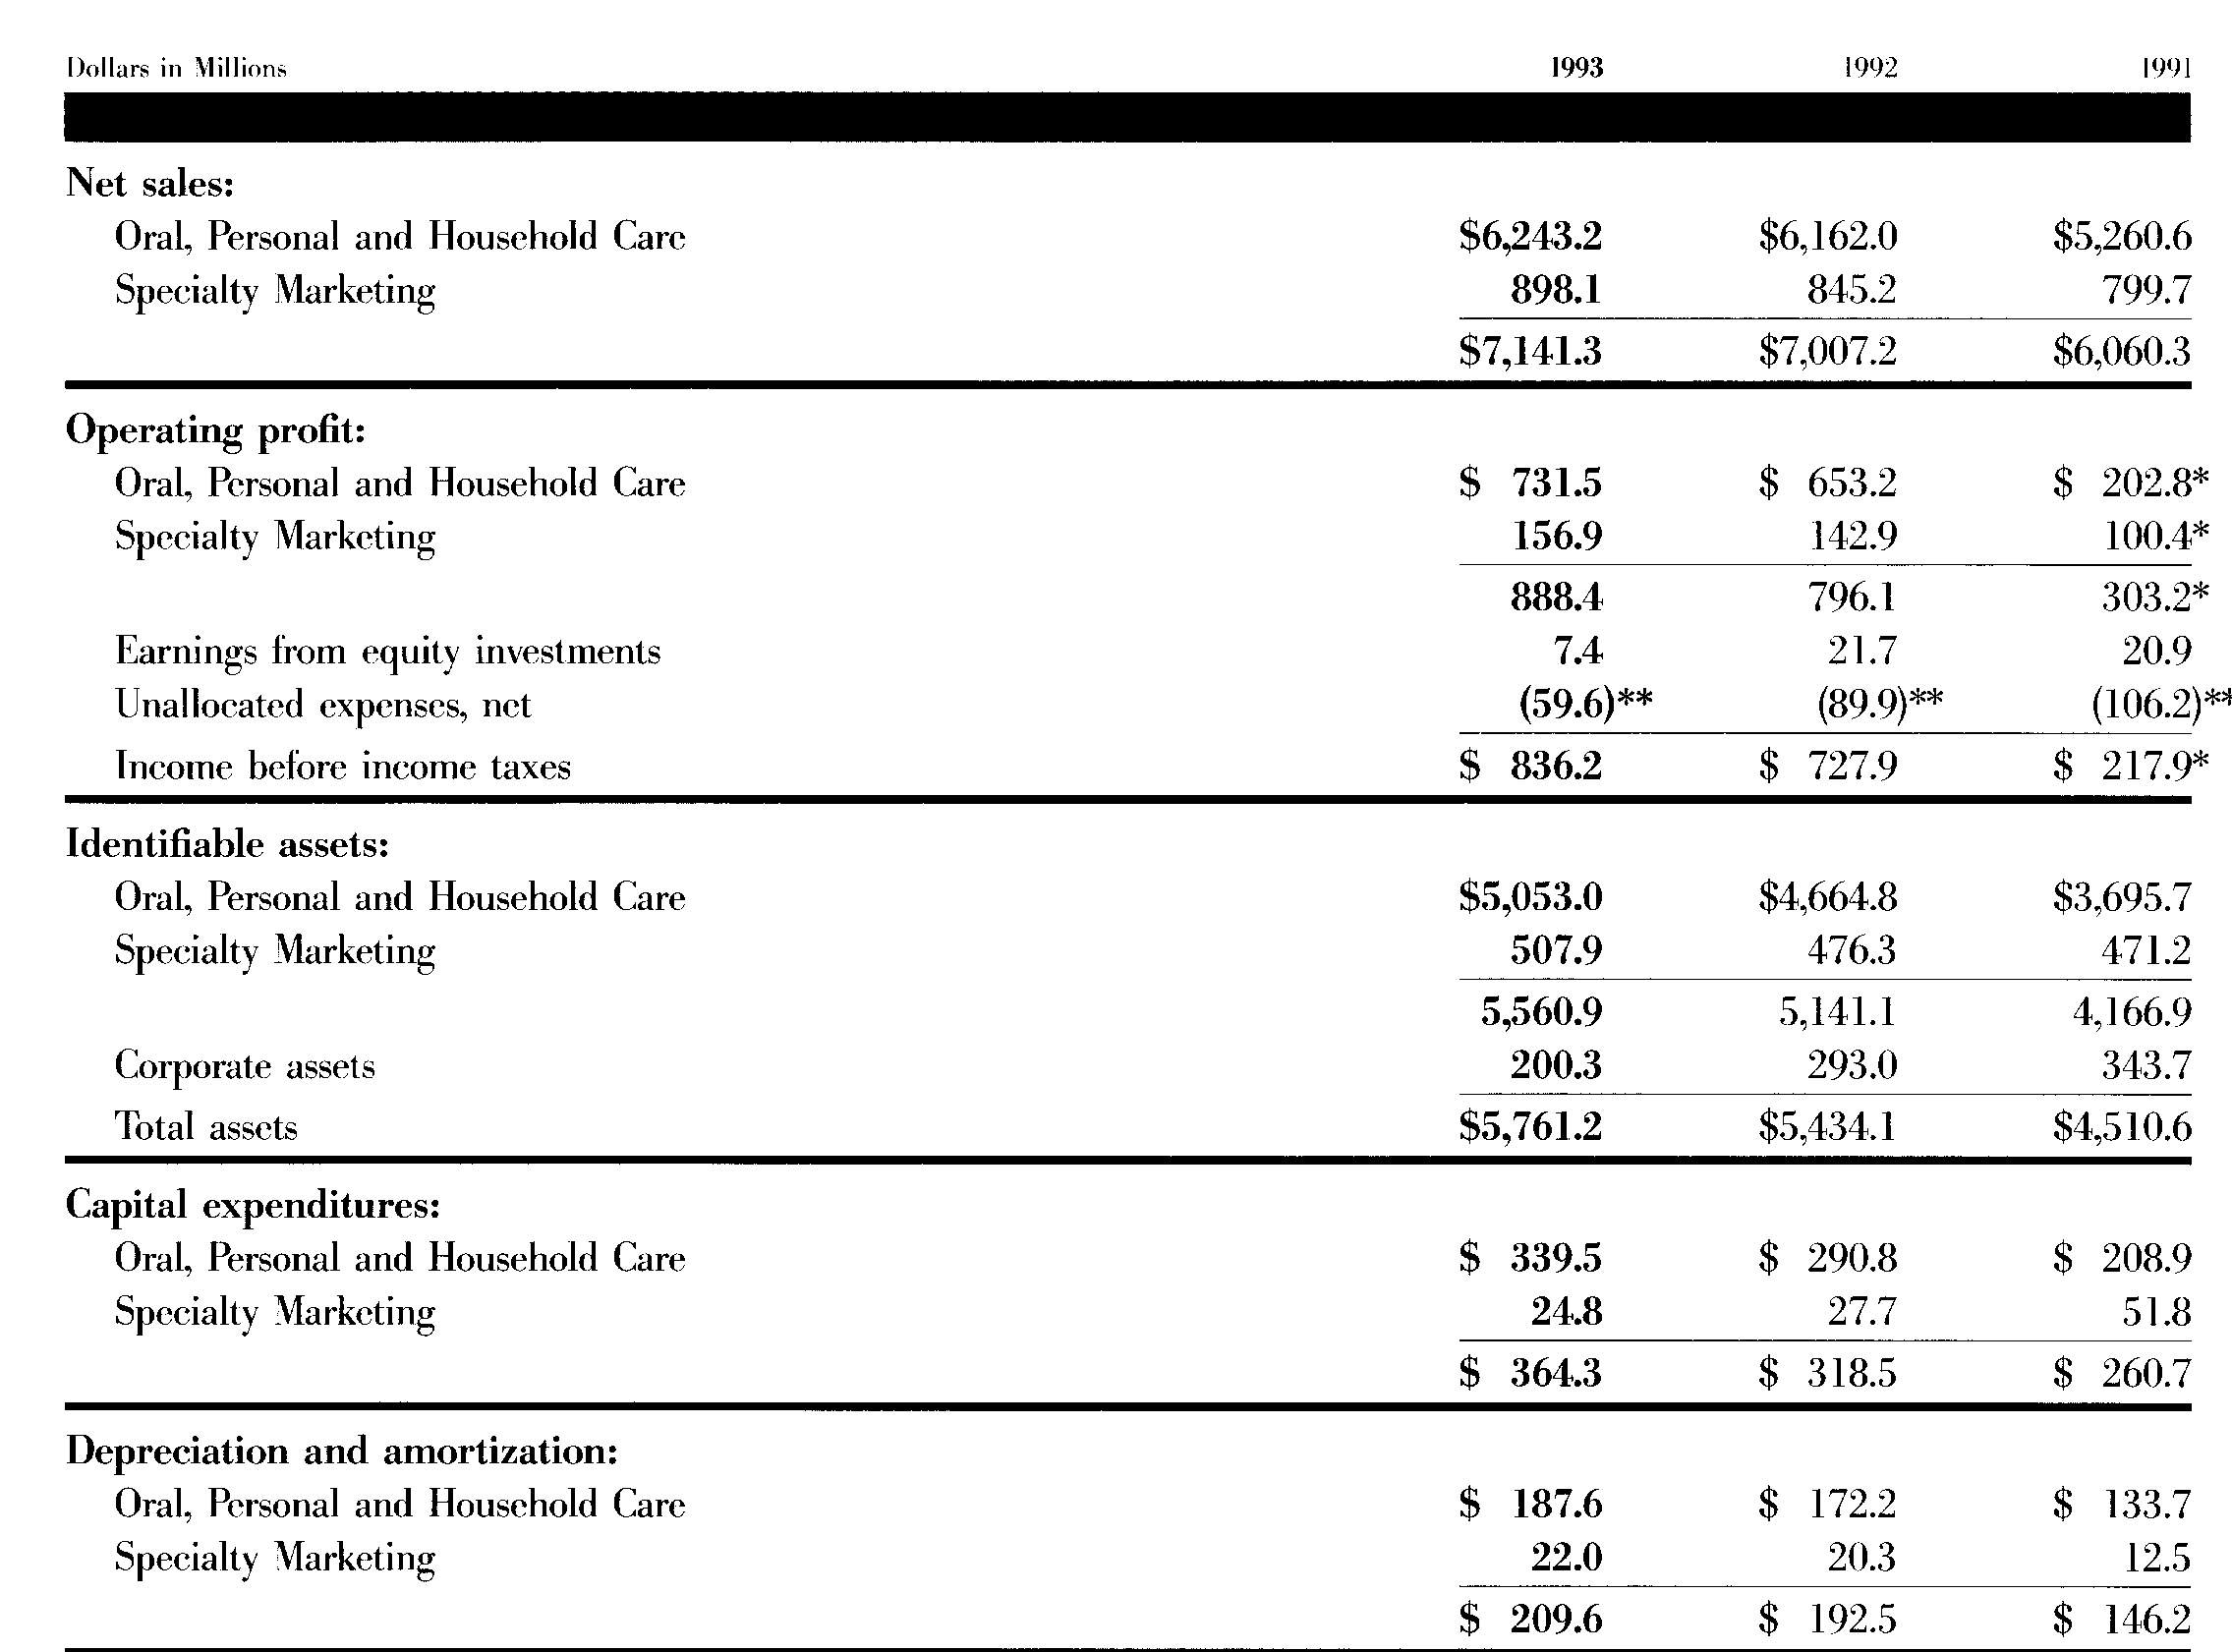 Dollars in Millions 1993 1992 1991
Net sales:
Oral, Personal and Household Care $6,243.2 $6,162.0 $5,260.6
Specialty Marketing 898.1 845.2 799.7
$7,141.3 $7,007.2 $6,060.3
Operating profit:
Oral, Personal and Household Care $ 731.5 $ 653.2 $ 202.8*
Specialty Marketing 156.9 142.9 100.4*
888.4 796.1 303.2*
Earnings from equity investments 7.4 21.7 20.9
Unallocated expenses, net (59.6)** (89.9)** (106.2)**
Income before income taxes $ 836.2 $ 727.9 $ 217.9*
Identifiable assets:
Oral, Personal and Household Care $5,053.0 $4,664.8 $3,695.7
Specialty Marketing 507.9 476.3 471.2
5,560.9 5,141.1 4,166.9
Corporate assets 200.3 293.0 343.7
Total assets $5,761.2 $5,434.1 $4,510.6
Capital expenditures:
Oral, Personal and Household Care $ 339.5 $ 290.8 $ 208.9
Specialty Marketing 24.8 27.7 51.8
$ 364.3 $ 318.5 $ 260.7
Depreciation and amortization:
Oral, Personal and Household Care $ 187.6 $ 172.2 $ 133.7
Specialty Marketing 22.0 20.3 12.5
$ 209.6 $ 192.5 $ 146.2